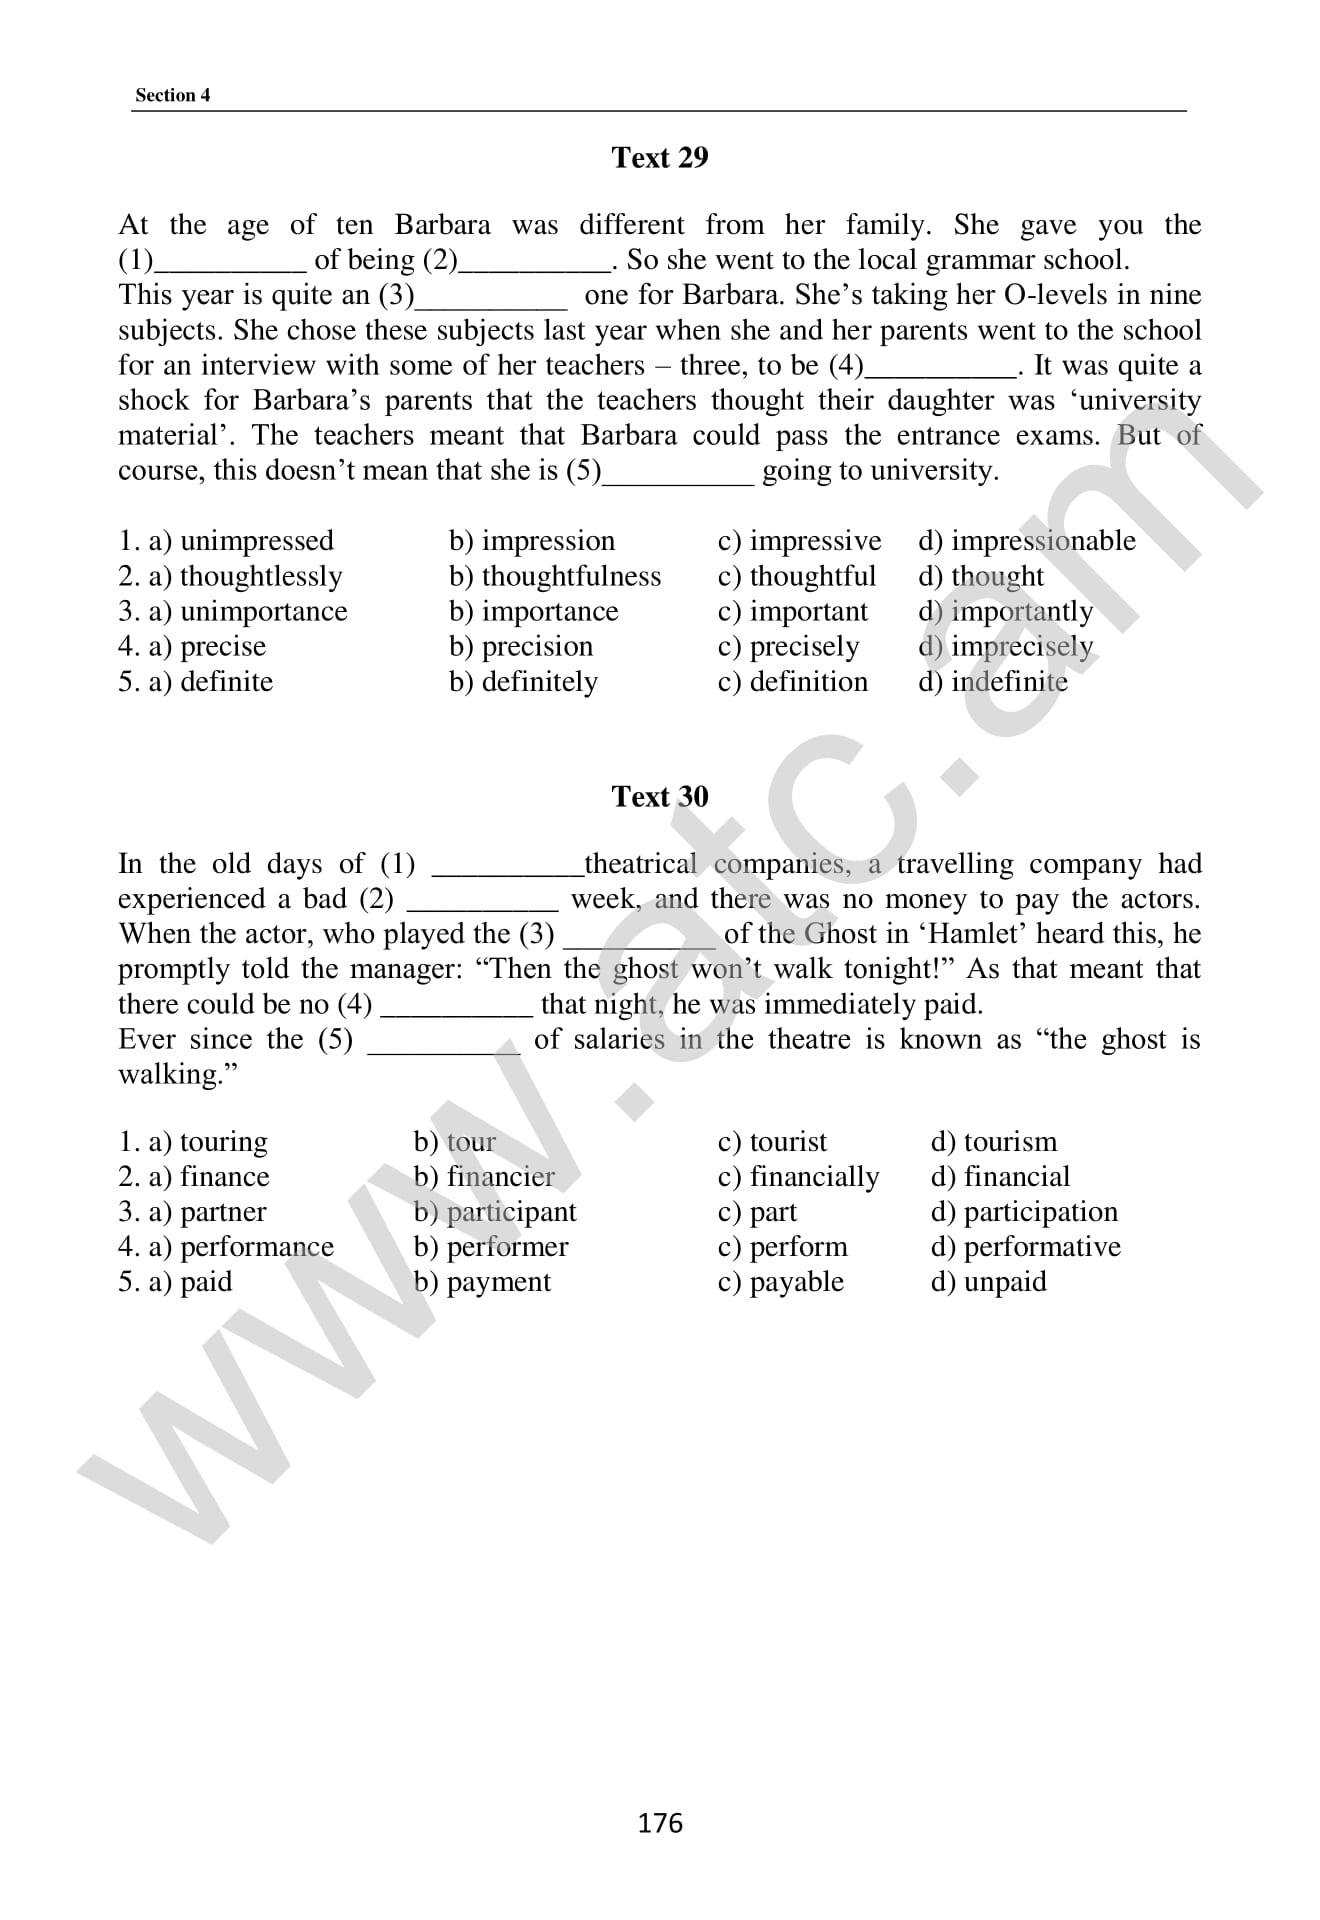 Section 4
Text 29
At the age of ten Barbara was different from her family. She gave you the
(1)__________ of being (2)__________. So she went to the local grammar school.
This year is quite an (3)__________ one for Barbara. She’s taking her O-levels in nine
subjects. She chose these subjects last year when she and her parents went to the school
for an interview with some of her teachers – three, to be (4)__________. It was quite a
shock for Barbara’s parents that the teachers thought their daughter was ‘university
material’. The teachers meant that Barbara could pass the entrance exams. But of
course, this doesn’t mean that she is (5)__________ going to university.
1. a) unimpressed b) impression c) impressive d) impressionable
2. a) thoughtlessly b) thoughtfulness c) thoughtful d) thought
3. a) unimportance b) importance c) important d) importantly
4. a) precise b) precision c) precisely d) imprecisely
5. a) definite b) definitely c) definition d) indefinite
Text 30
In the old days of (1) __________theatrical companies, a travelling company had
experienced a bad (2) __________ week, and there was no money to pay the actors.
When the actor, who played the (3) __________ of the Ghost in ‘Hamlet’ heard this, he
promptly told the manager: “Then the ghost won’t walk tonight!” As that meant that
there could be no (4) __________ that night, he was immediately paid.
Ever since the (5) __________ of salaries in the theatre is known as “the ghost is
walking.”
1. a) touring b) tour c) tourist d) tourism
2. a) finance b) financier c) financially d) financial
3. a) partner b) participant c) part d) participation
4. a) performance b) performer c) perform d) performative
5. a) paid b) payment c) payable d) unpaid
176
www.atc.am